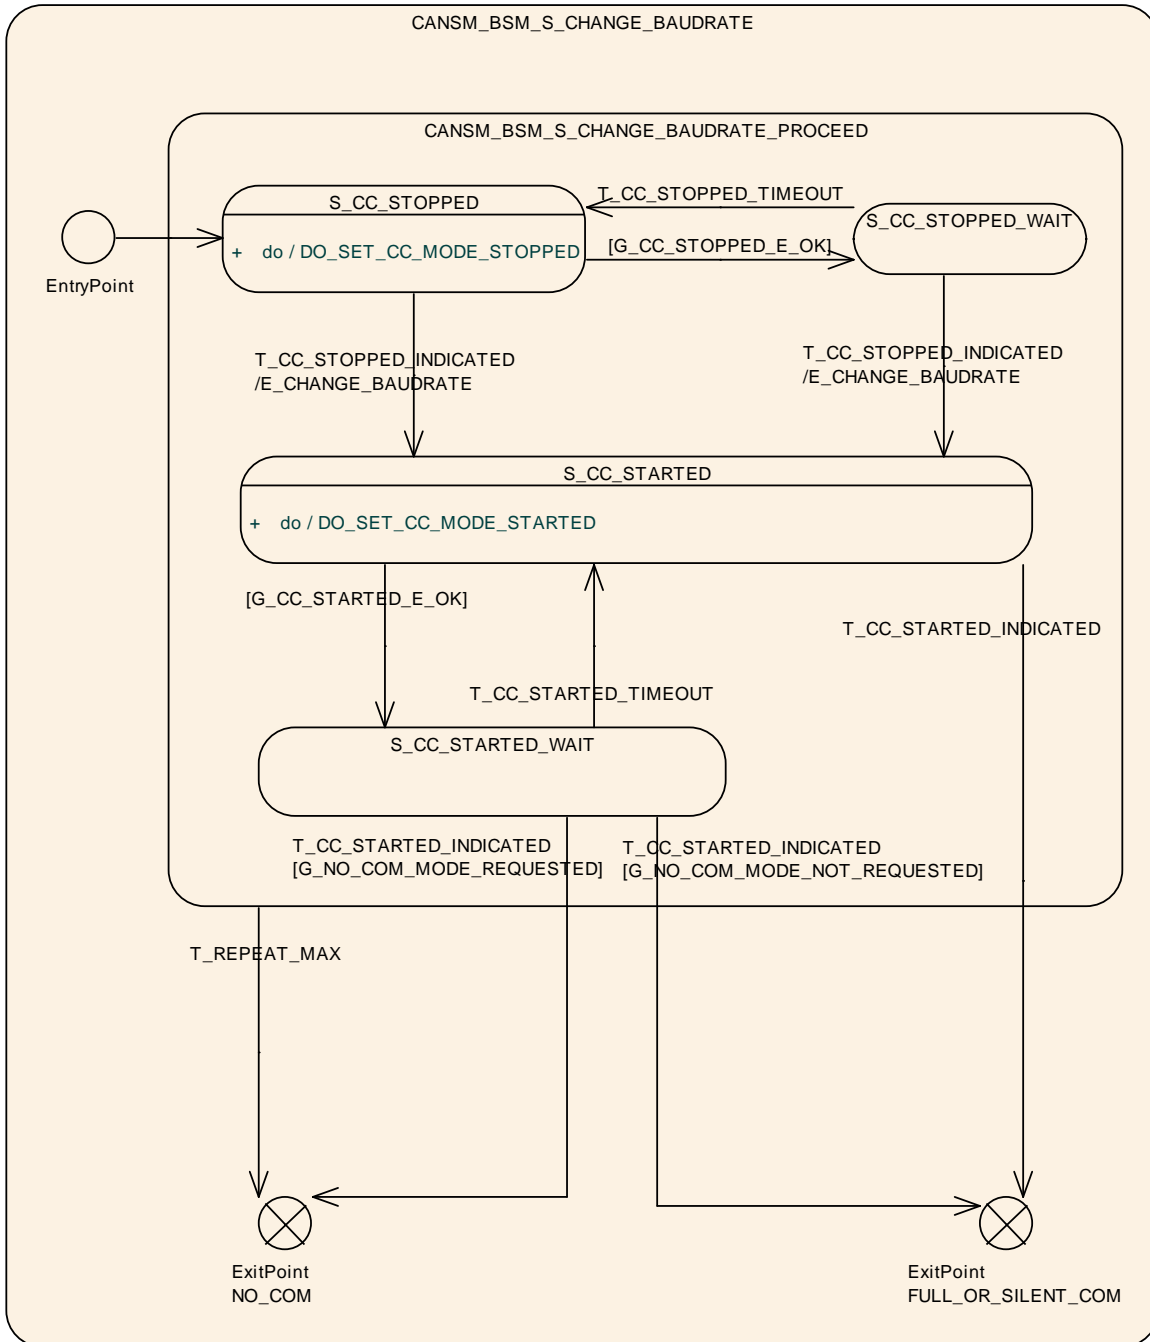 CANSM_BSM_S_CHANGE_BAUDRATE
CANSM_BSM_S_CHANGE_BAUDRATE_PROCEED
S_CC_STOPPED
+ do / DO_SET_CC_MODE_STOPPED
T_CC_STOPPED_TIMEOUT
[G_CC_STOPPED_E_OK]
S_CC_STOPPED_WAIT
EntryPoint
T_CC_STOPPED_INDICATED
/E_CHANGE_BAUDRATE
T_CC_STOPPED_INDICATED
/E_CHANGE_BAUDRATE
S_CC_STARTED
+ do / DO_SET_CC_MODE_STARTED
[G_CC_STARTED_E_OK]
T_CC_STARTED_INDICATED
T_CC_STARTED_TIMEOUT
S_CC_STARTED_WAIT
T_CC_STARTED_INDICATED
[G_NO_COM_MODE_REQUESTED]
T_CC_STARTED_INDICATED
[G_NO_COM_MODE_NOT_REQUESTED]
T_REPEAT_MAX
ExitPoint
NO_COM
ExitPoint
FULL_OR_SILENT_COM